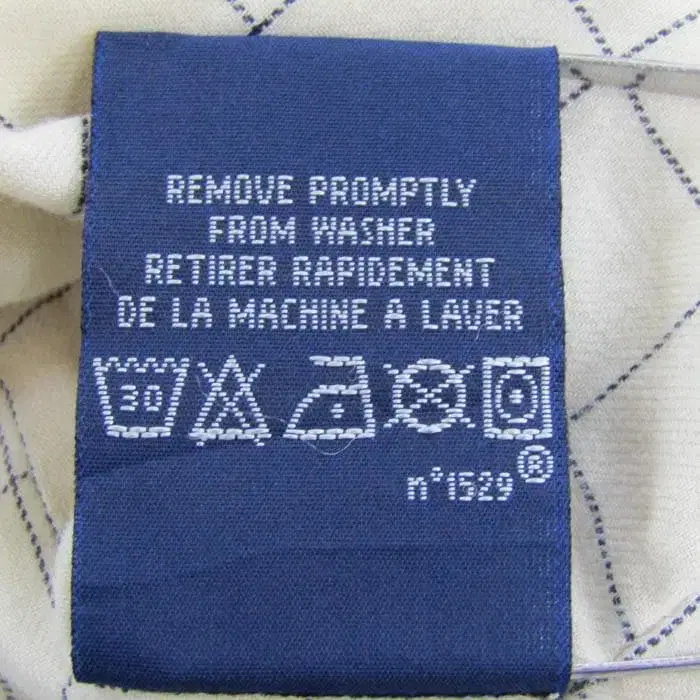 REMOVE PROMPTLY
FROM WASHER
RETIRER RAPIDEMENT
DE LA MACHINE A LAVER
30
n°1529®